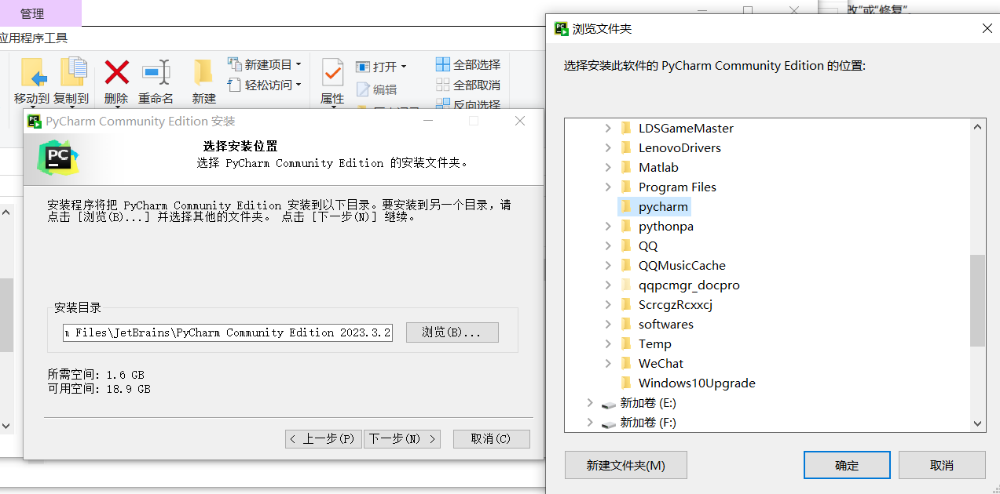 管理
应用程序工具
移动到 复制到 删除 重命名 新建
新建项目
轻松访问
属性
打开
编辑
全部选择
全部取消
反向选择
改”或“修复”。
PyCharm Community Edition 安装
PC
选择安装位置
选择 PyCharm Community Edition 的安装文件夹。
安装程序将把 PyCharm Community Edition 安装到以下目录。要安装到另一个目录，请
点击 [浏览(B)...] 并选择其他的文件夹。 点击 [下一步(N)] 继续。
安装目录
m Files\JetBrains\PyCharm Community Edition 2023.3.2
浏览(B)...
所需空间: 1.6 GB
可用空间: 18.9 GB
< 上一步(P) 下一步(N) > 取消(C)
浏览文件夹
选择安装此软件的 PyCharm Community Edition 的位置:
LDSGameMaster
LenovoDrivers
Matlab
Program Files
pycharm
pythonpa
QQ
QQMusicCache
qqpcmgr_docpro
ScrcgzRcxxcj
softwares
Temp
WeChat
Windows10Upgrade
新加卷 (E:)
新加卷 (F:)
新建文件夹(M) 确定 取消